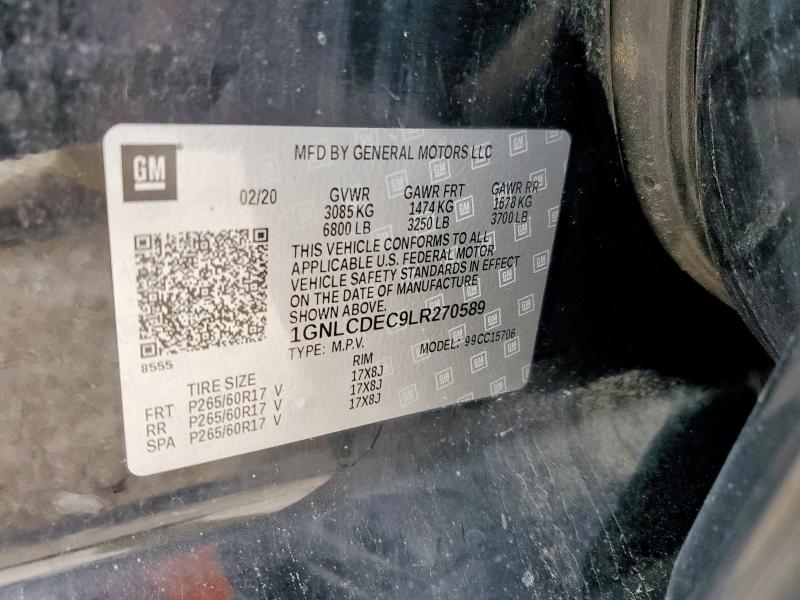 GM
MFD BY GENERAL MOTORS LLC
02/20
GVWR GAWR FRT GAWR RR
3085 KG 1474 KG 1678 KG
6800 LB 3250 LB 3700 LB
THIS VEHICLE CONFORMS TO ALL
APPLICABLE U.S. FEDERAL MOTOR
VEHICLE SAFETY STANDARDS IN EFFECT
ON THE DATE OF MANUFACTURE
SHOWN ABOVE.
1GNLCDEC9LR270589
TYPE: M.P.V. MODEL: 99CC15706
8555
TIRE SIZE RIM
FRT P265/60R17 V 17X8J
RR P265/60R17 V 17X8J
SPA P265/60R17 V 17X8J